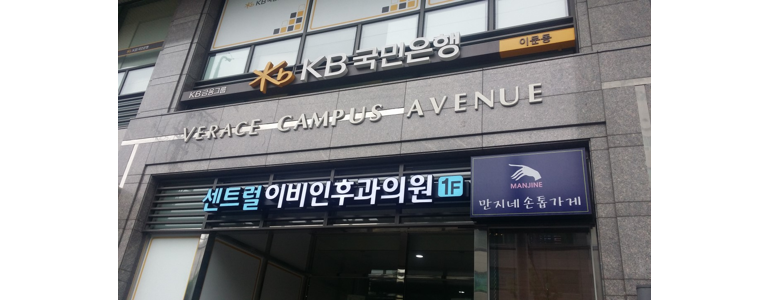 KB국민은행
이문동
KB금융그룹
VERACE CAMPUS AVENUE
센트럴이비인후과의원 1F
MANJINE
만지네손톱가게